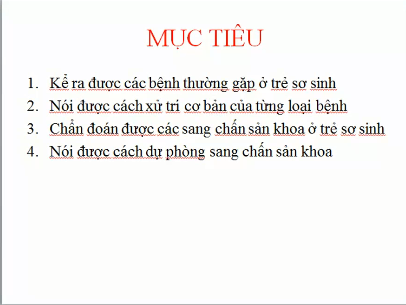 MỤC TIÊU
1. Kể ra được các bệnh thường gặp ở trẻ sơ sinh
2. Nói được cách xử trí cơ bản của từng loại bệnh
3. Chẩn đoán được các sang chấn sản khoa ở trẻ sơ sinh
4. Nói được cách dự phòng sang chấn sản khoa